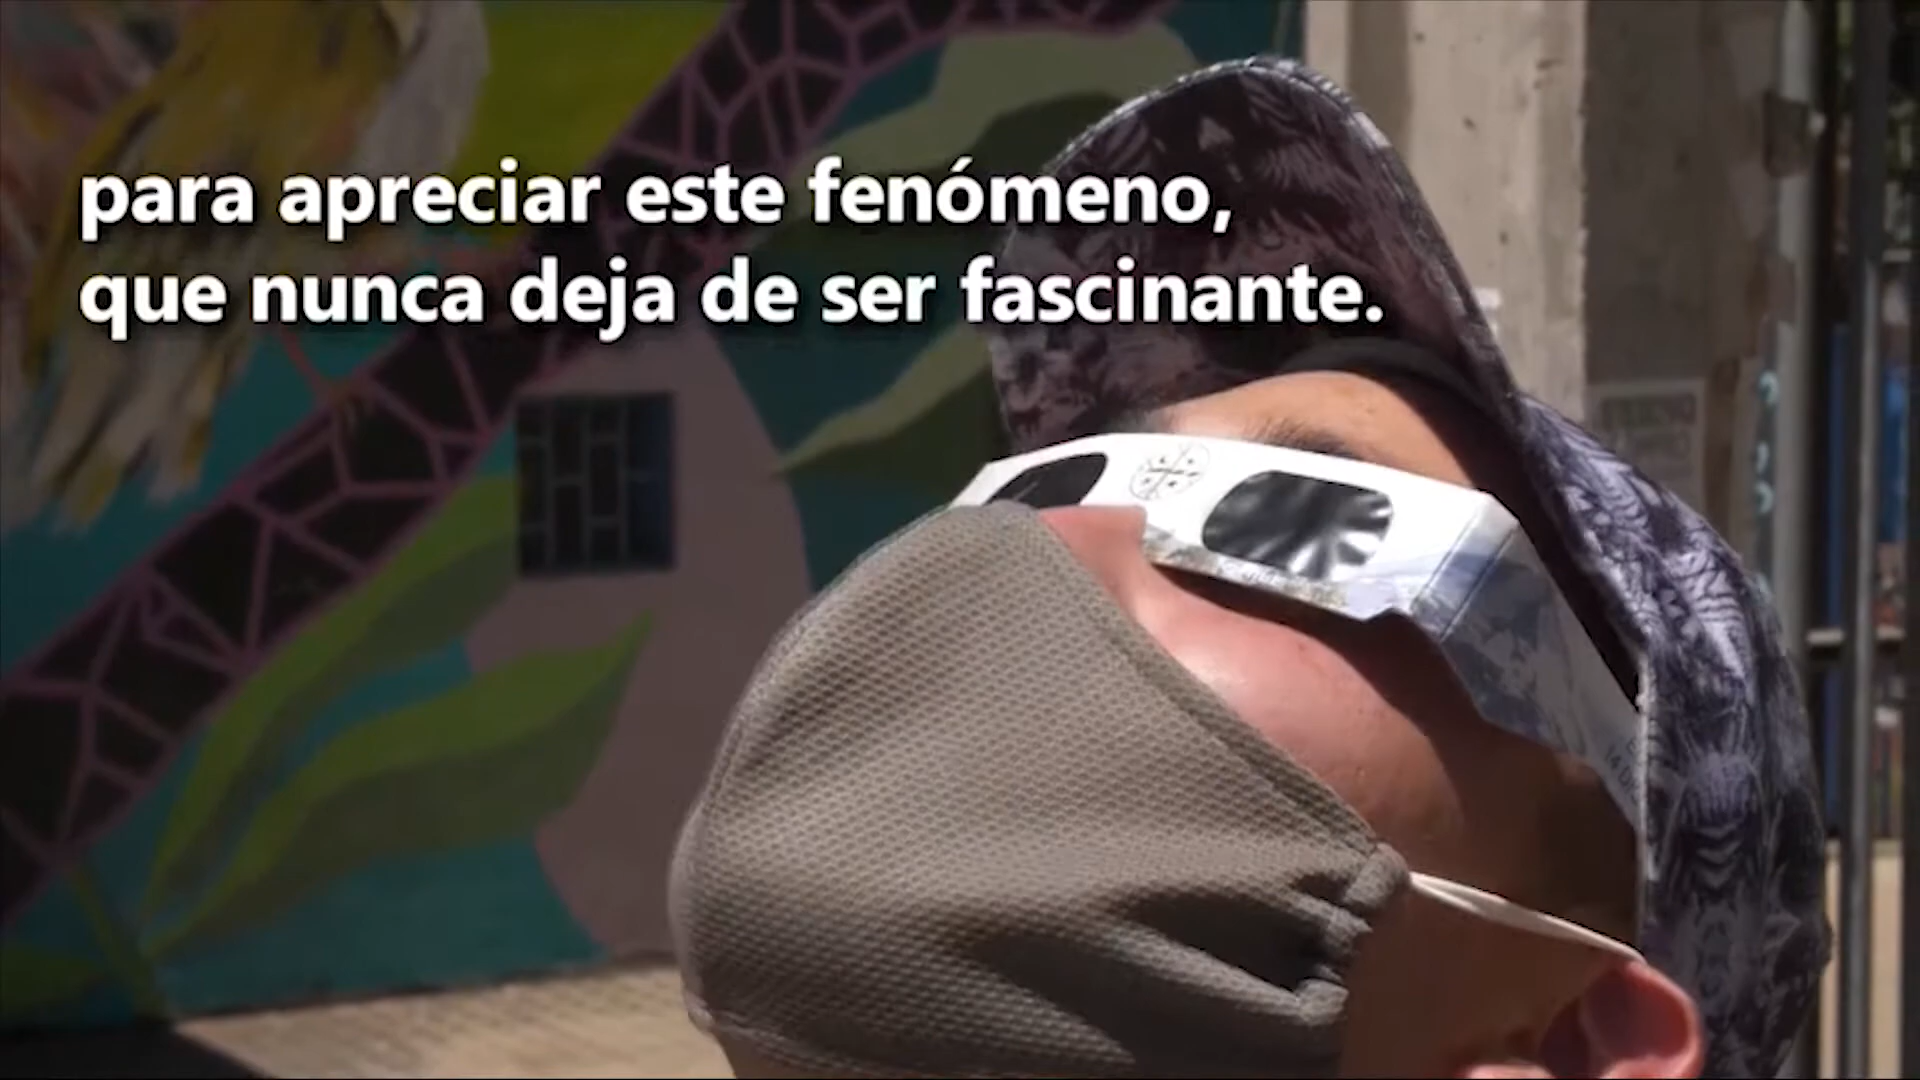 para apreciar este fenómeno,
que nunca deja de ser fascinante.